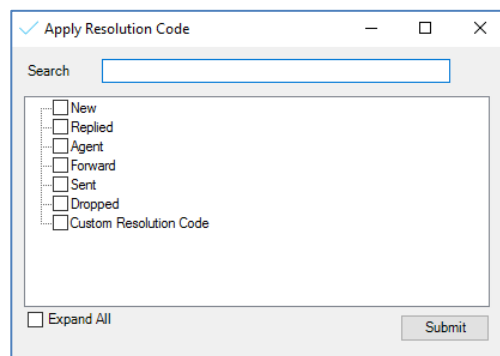 Apply Resolution Code
Search
New
Replied
Agent
Forward
Sent
Dropped
Custom Resolution Code
Expand All
Submit